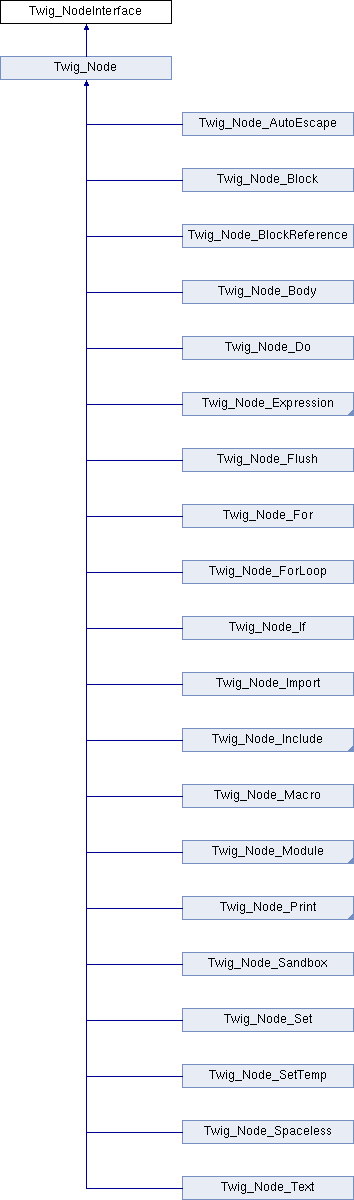 Twig_NodeInterface
Twig_Node
Twig_Node_AutoEscape
Twig_Node_Block
Twig_Node_BlockReference
Twig_Node_Body
Twig_Node_Do
Twig_Node_Expression
Twig_Node_Flush
Twig_Node_For
Twig_Node_ForLoop
Twig_Node_If
Twig_Node_Import
Twig_Node_Include
Twig_Node_Macro
Twig_Node_Module
Twig_Node_Print
Twig_Node_Sandbox
Twig_Node_Set
Twig_Node_SetTemp
Twig_Node_Spaceless
Twig_Node_Text